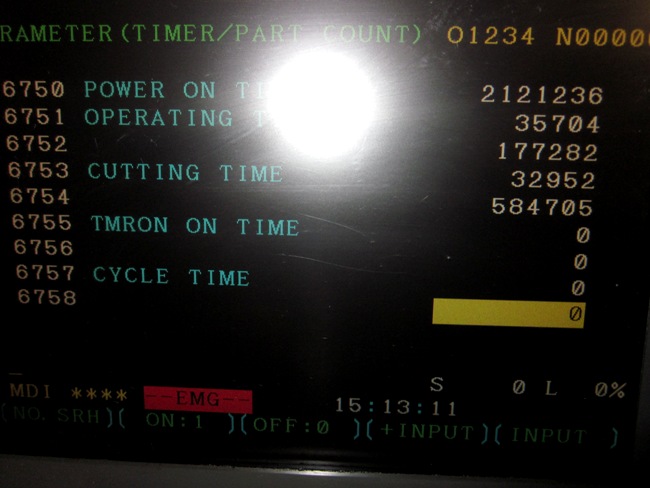 RAMETER(TIMER/PART COUNT) O1234 N0000
6750 POWER ON TI 2121236
6751 OPERATING T 35704
6752 177282
6753 CUTTING TIME 32952
6754 584705
6755 TMRON ON TIME 0
6756 0
6757 CYCLE TIME 0
6758 0
S 0 L 0%
MDI **** --EMG-- 15:13:11
(NO. SRH)( ON:1 )(OFF:0 )(+INPUT)(INPUT )